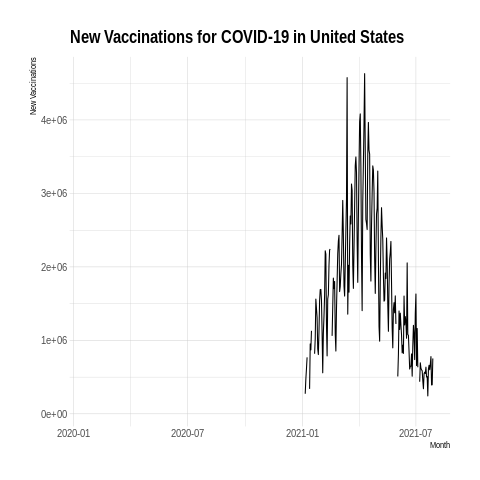 New Vaccinations for COVID-19 in United States
New Vaccinations
4e+06
3e+06
2e+06
1e+06
0e+00
2020-01
2020-07
2021-01
2021-07
Month